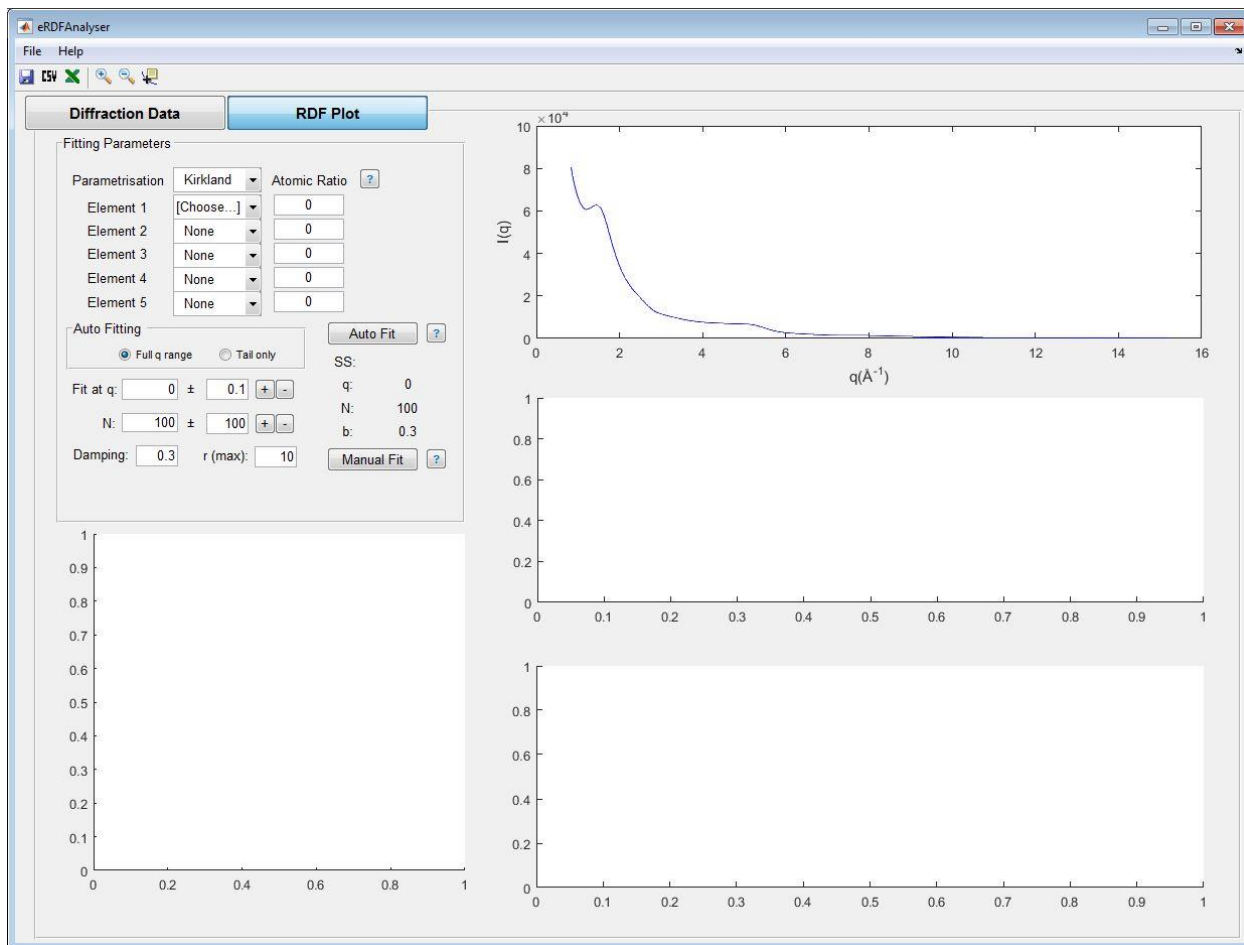 eRDFAnalyser
File Help
CSV
Diffraction Data RDF Plot
Fitting Parameters
Parametrisation Kirkland Atomic Ratio ?
Element 1 [Choose...] 0
Element 2 None 0
Element 3 None 0
Element 4 None 0
Element 5 None 0
Auto Fitting
Full q range Tail only
Auto Fit ?
SS:
Fit at q: 0 ± 0.1 + -
q: 0
N: 100 ± 100 + -
N: 100
b: 0.3
Damping: 0.3 r (max): 10
Manual Fit ?
×10⁴
10
8
6
4
2
0
I(q)
0 2 4 6 8 10 12 14 16
q(Å⁻¹)
1
0.8
0.6
0.4
0.2
0
0 0.1 0.2 0.3 0.4 0.5 0.6 0.7 0.8 0.9 1
1
0.9
0.8
0.7
0.6
0.5
0.4
0.3
0.2
0.1
0
0 0.2 0.4 0.6 0.8 1
1
0.8
0.6
0.4
0.2
0
0 0.1 0.2 0.3 0.4 0.5 0.6 0.7 0.8 0.9 1